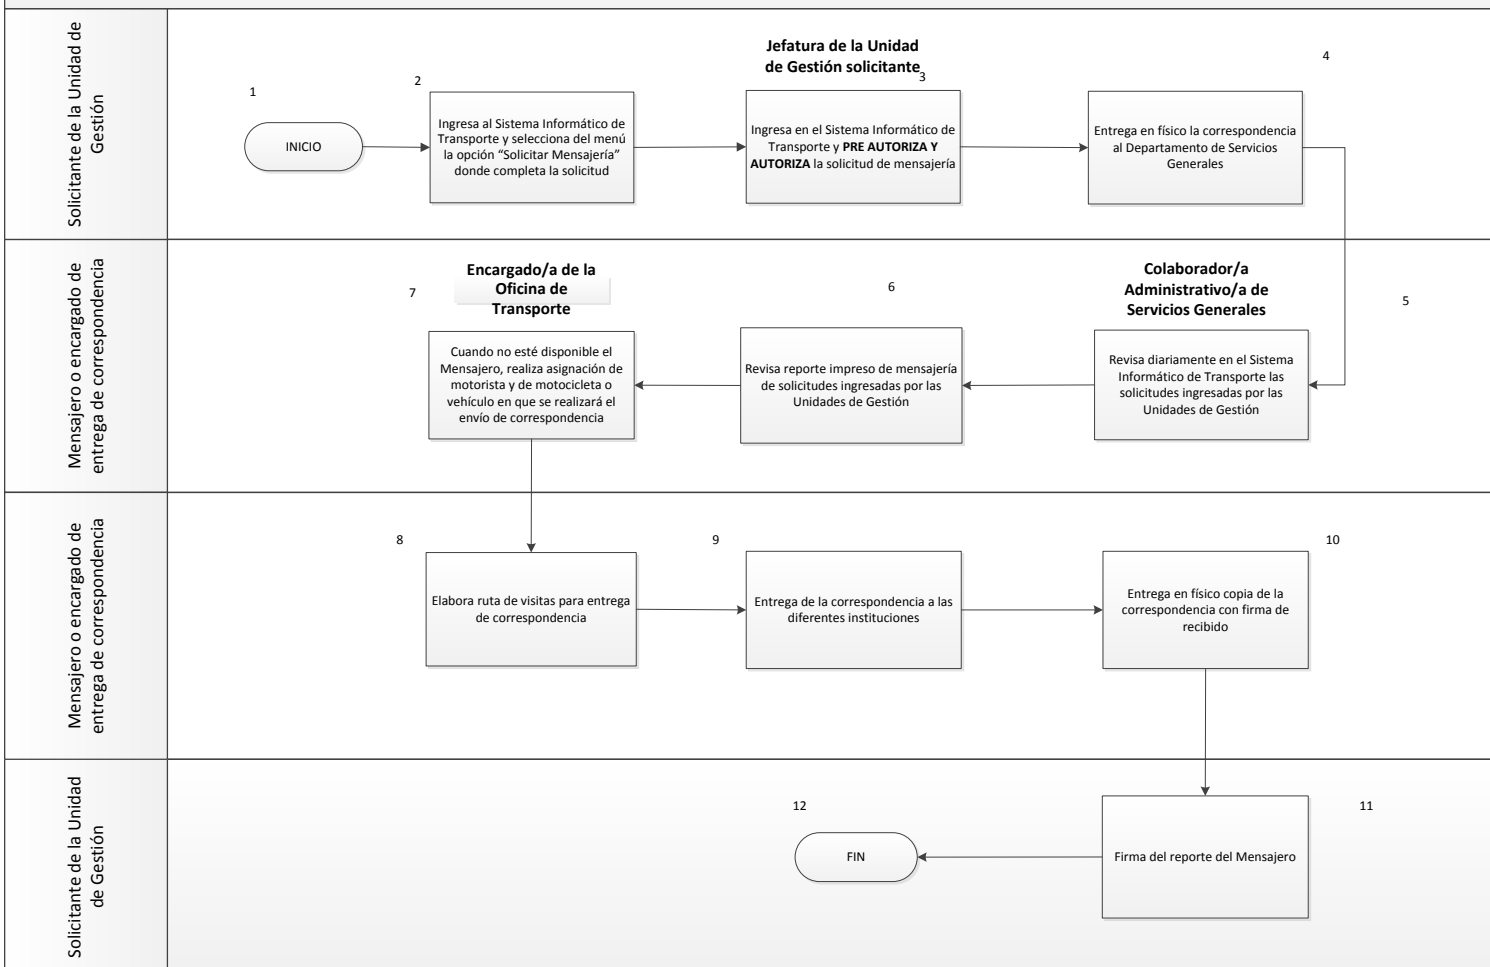 Solicitante de la Unidad de
Gestión
1
INICIO
2
Ingresa al Sistema Informático de
Transporte y selecciona del menú
la opción “Solicitar Mensajería”
donde completa la solicitud
Jefatura de la Unidad
de Gestión solicitante
3
Ingresa en el Sistema Informático de
Transporte y PRE AUTORIZA Y
AUTORIZA la solicitud de mensajería
4
Entrega en físico la correspondencia
al Departamento de Servicios
Generales
Mensajero o encargado de
entrega de correspondencia
Colaborador/a
Administrativo/a de
Servicios Generales
5
Revisa diariamente en el Sistema
Informático de Transporte las
solicitudes ingresadas por las
Unidades de Gestión
6
Revisa reporte impreso de mensajería
de solicitudes ingresadas por las
Unidades de Gestión
Encargado/a de la
Oficina de
Transporte
7
Cuando no esté disponible el
Mensajero, realiza asignación de
motorista y de motocicleta o
vehículo en que se realizará el
envío de correspondencia
Mensajero o encargado de
entrega de correspondencia
8
Elabora ruta de visitas para entrega
de correspondencia
9
Entrega de la correspondencia a las
diferentes instituciones
10
Entrega en físico copia de la
correspondencia con firma de
recibido
Solicitante de la Unidad
de Gestión
11
Firma del reporte del Mensajero
12
FIN